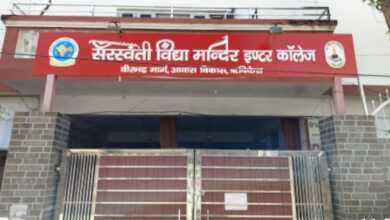 सरस्वती विद्या मन्दिर इण्टर कॉलेज
वीरभद्र मार्ग, आवास विकास, ऋषिकेश